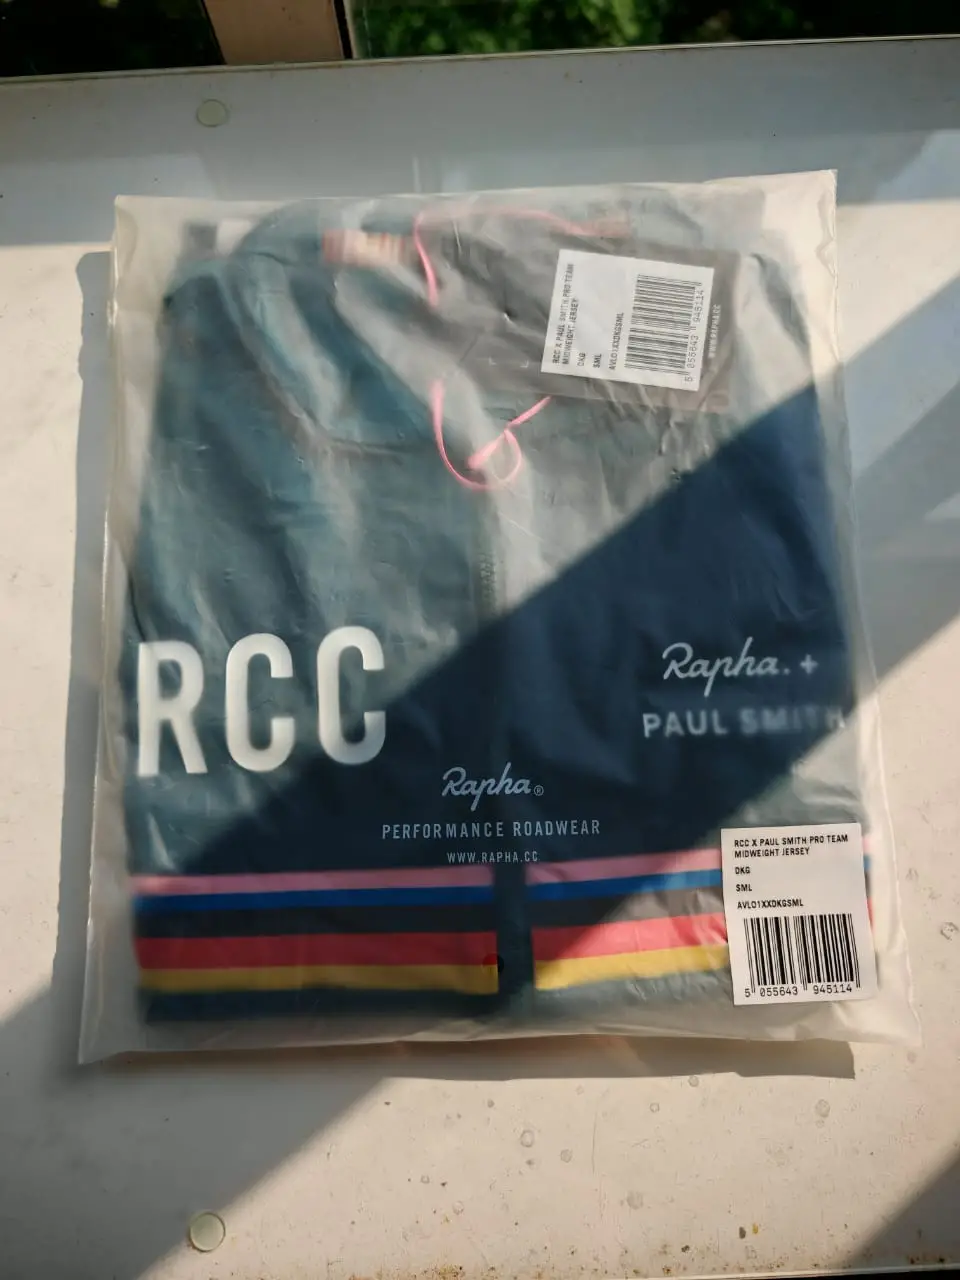 RCC X PAUL SMITH PRO TEAM
MIDWEIGHT JERSEY
DKG
SML
AVL01XXDKGSML
5 055643 945114
WWW.RAPHA.CC
RCC
Rapha. +
PAUL SMITH
Rapha®
PERFORMANCE ROADWEAR
WWW.RAPHA.CC
RCC X PAUL SMITH PRO TEAM
MIDWEIGHT JERSEY
DKG
SML
AVL01XXDKGSML
5 055643 945114